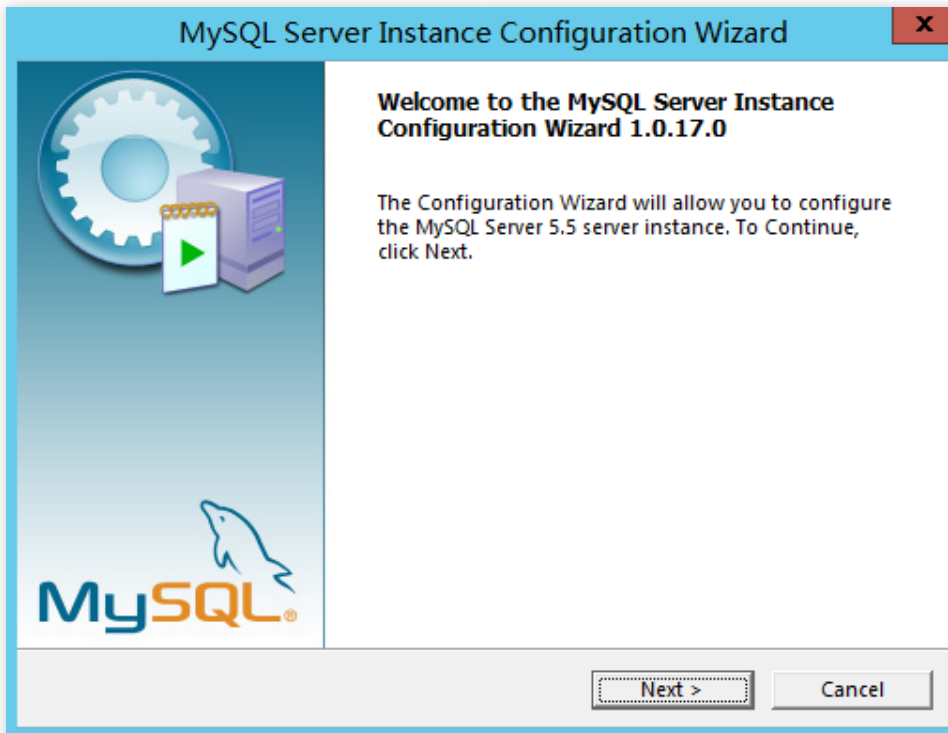 MySQL Server Instance Configuration Wizard
x
Welcome to the MySQL Server Instance
Configuration Wizard 1.0.17.0
The Configuration Wizard will allow you to configure
the MySQL Server 5.5 server instance. To Continue,
click Next.
MySQL®
Next >
Cancel